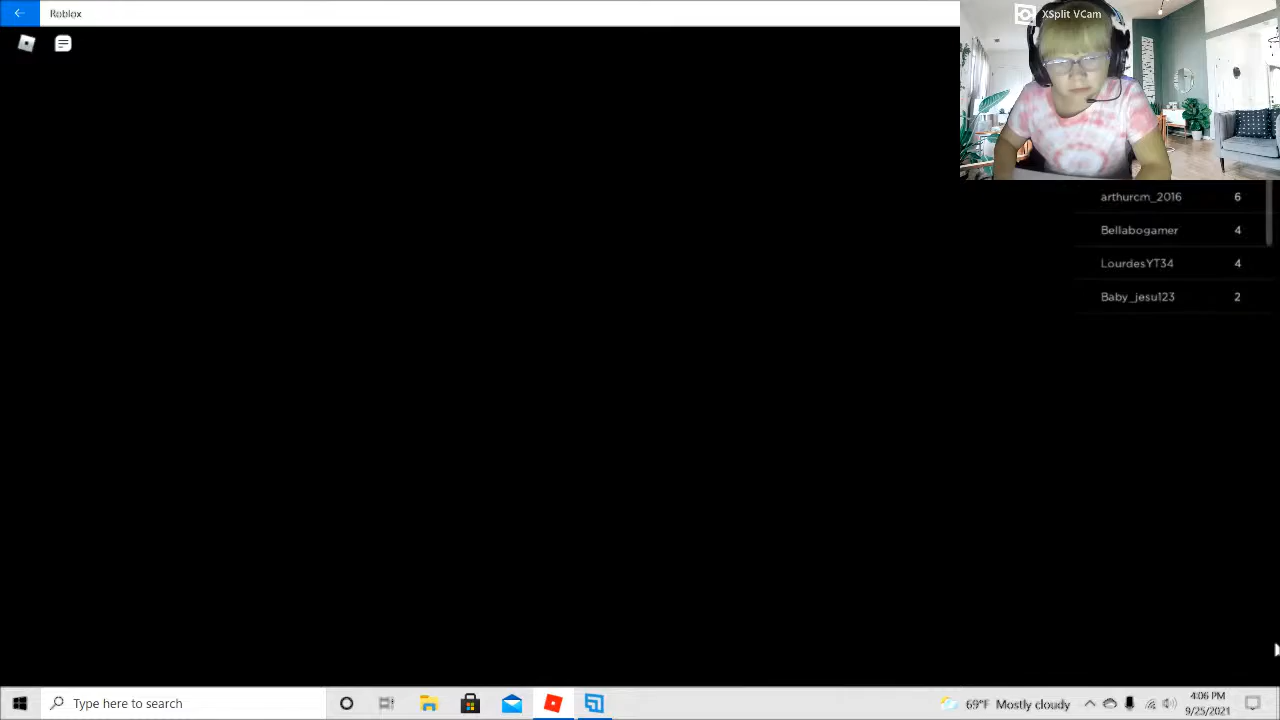 Roblox
XSplit VCam
arthurcm_2016 6
Bellabogamer 4
LourdesYT34 4
Baby_jesu123 2
Type here to search
69°F Mostly cloudy
4:06 PM
9/25/2021